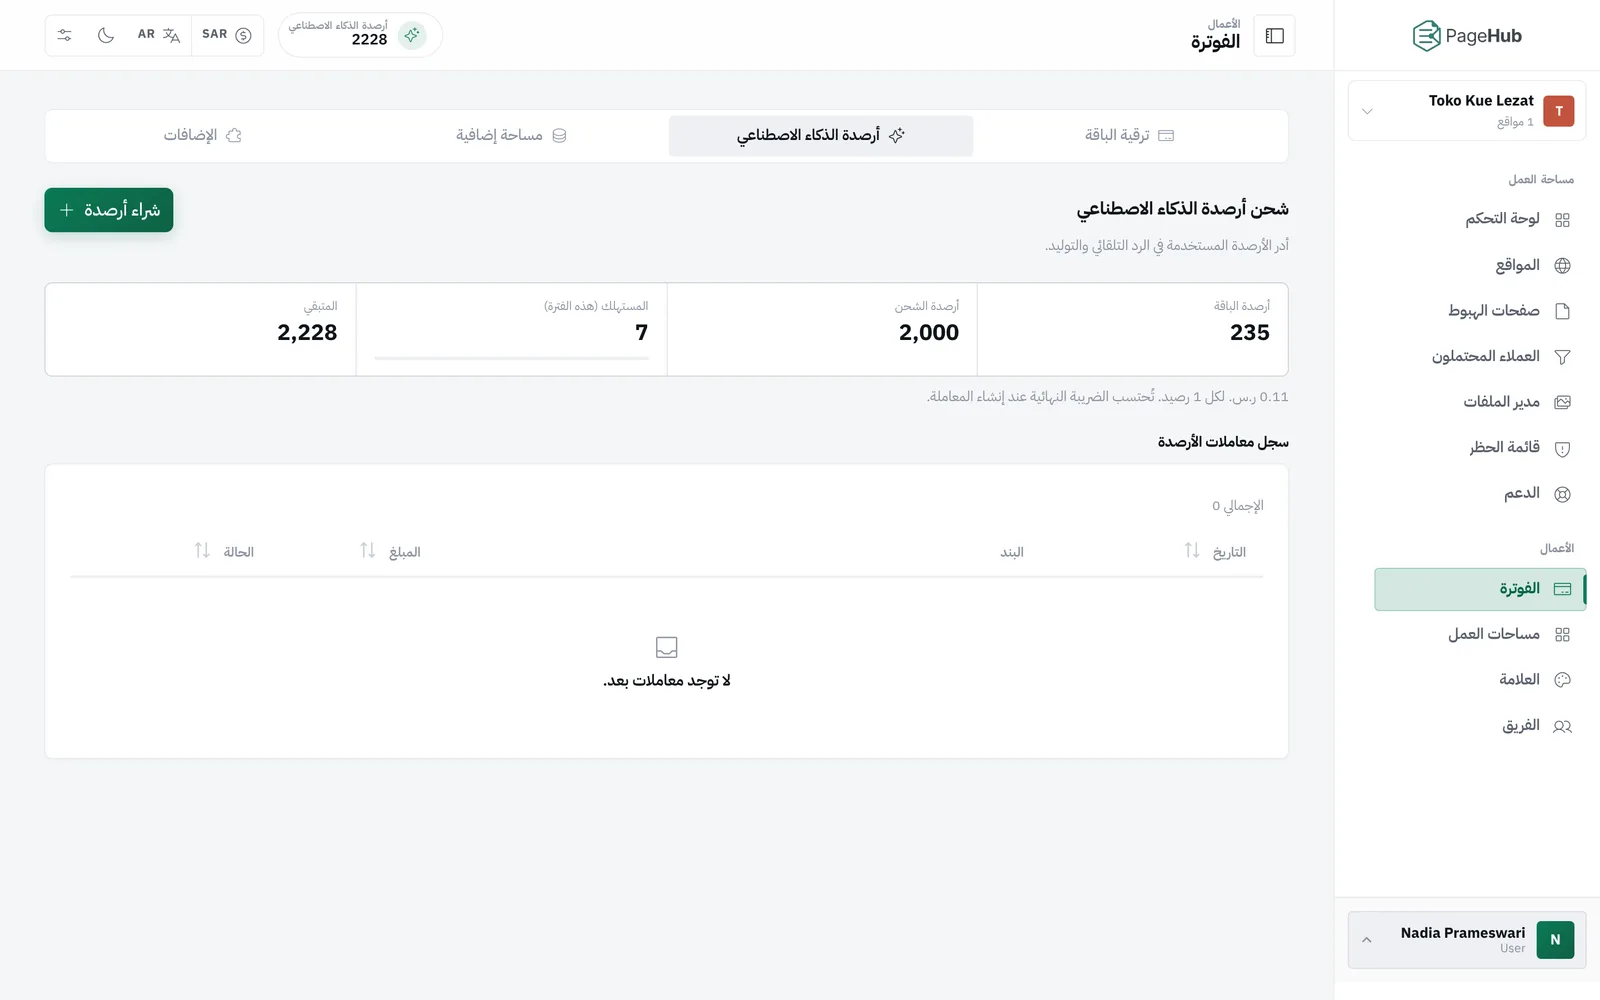 PageHub
Toko Kue Lezat
1 مواقع
T
مساحة العمل
لوحة التحكم
المواقع
صفحات الهبوط
العملاء المحتملون
مدير الملفات
قائمة الحظر
الدعم
الأعمال
الفوترة
مساحات العمل
العلامة
الفريق
Nadia Prameswari
User
N
الأعمال
الفوترة
أرصدة الذكاء الاصطناعي
2228
SAR
AR
ترقية الباقة
أرصدة الذكاء الاصطناعي
مساحة إضافية
الإضافات
شحن أرصدة الذكاء الاصطناعي
أدر الأرصدة المستخدمة في الرد التلقائي والتوليد.
شراء أرصدة
أرصدة الباقة
235
أرصدة الشحن
2,000
المستهلك (هذه الفترة)
7
المتبقي
2,228
0.11 ر.س. لكل 1 رصيد. تُحتسب الضريبة النهائية عند إنشاء المعاملة.
سجل معاملات الأرصدة
الإجمالي 0
التاريخ البند المبلغ الحالة
لا توجد معاملات بعد.